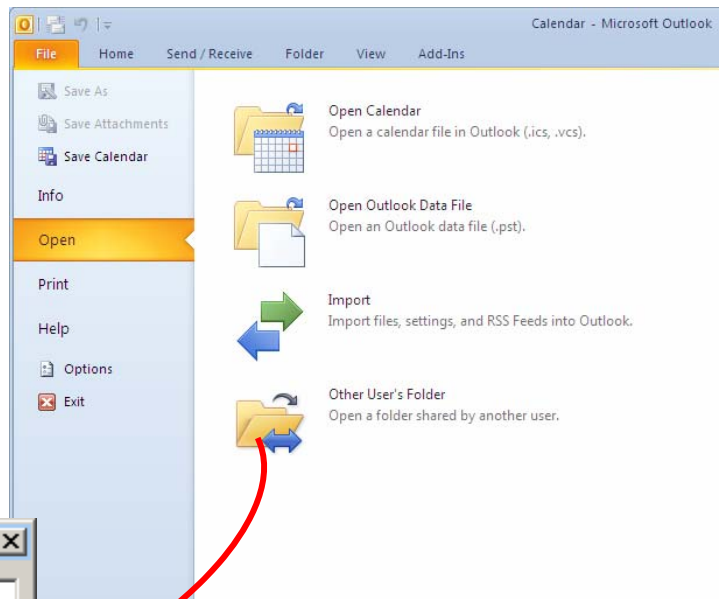 Calendar - Microsoft Outlook
File Home Send / Receive Folder View Add-Ins
Save As
Save Attachments
Save Calendar
Info
Open
Print
Help
Options
Exit
Open Calendar
Open a calendar file in Outlook (.ics, .vcs).
Open Outlook Data File
Open an Outlook data file (.pst).
Import
Import files, settings, and RSS Feeds into Outlook.
Other User's Folder
Open a folder shared by another user.